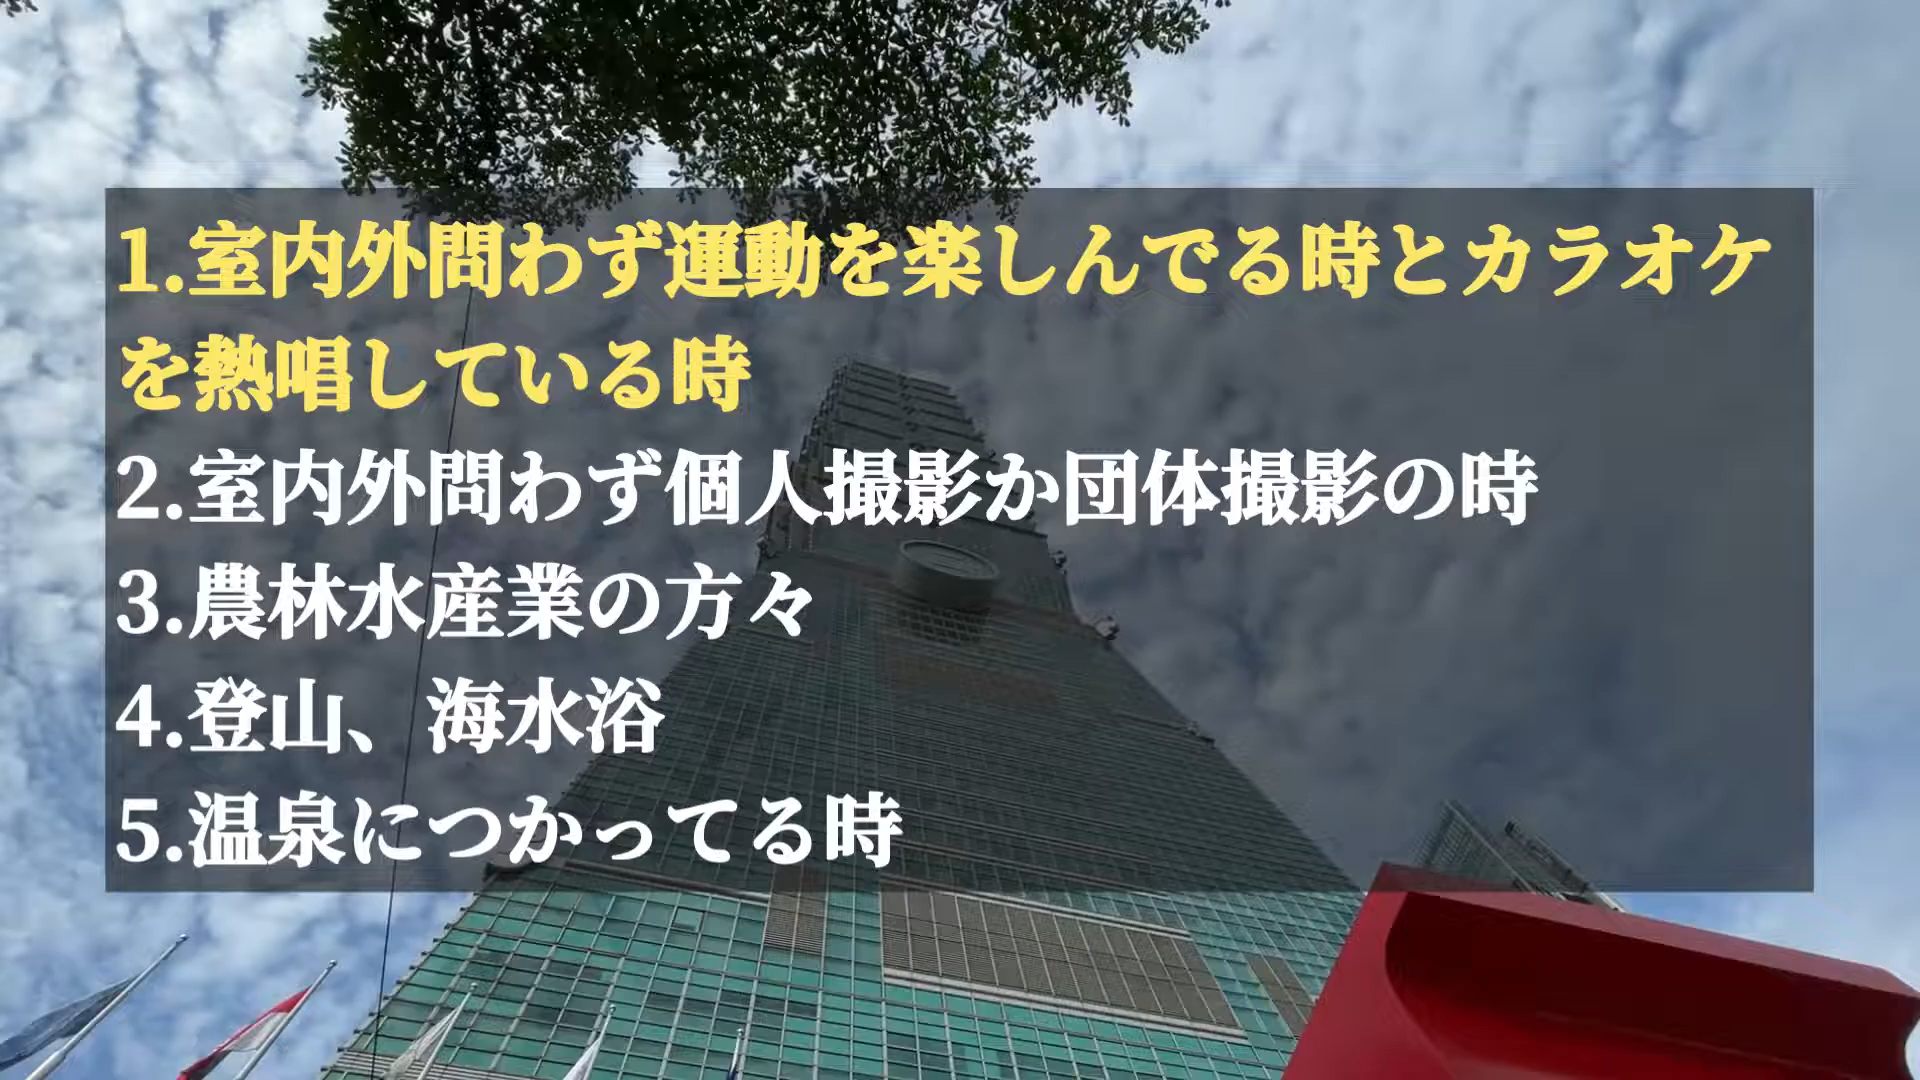 1.室内外問わず運動を楽しんでる時とカラオケ
を熱唱している時
2.室内外問わず個人撮影か団体撮影の時
3.農林水産業の方々
4.登山、海水浴
5.温泉につかってる時